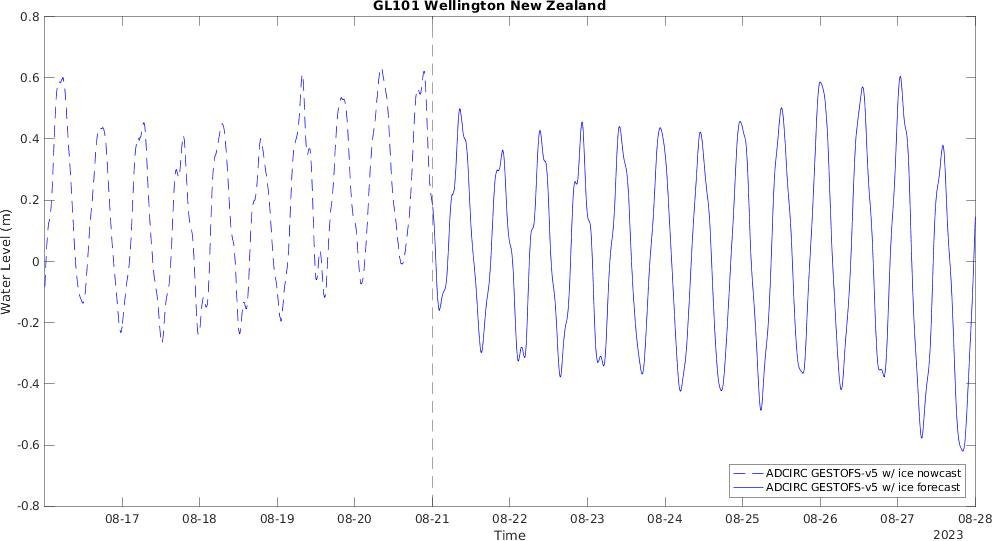 GL101 Wellington New Zealand
0.8
0.6
0.4
0.2
0
-0.2
-0.4
-0.6
-0.8
Water Level (m)
ADCIRC GESTOFS-v5 w/ ice nowcast
ADCIRC GESTOFS-v5 w/ ice forecast
08-17 08-18 08-19 08-20 08-21 08-22 08-23 08-24 08-25 08-26 08-27 08-28
Time
2023